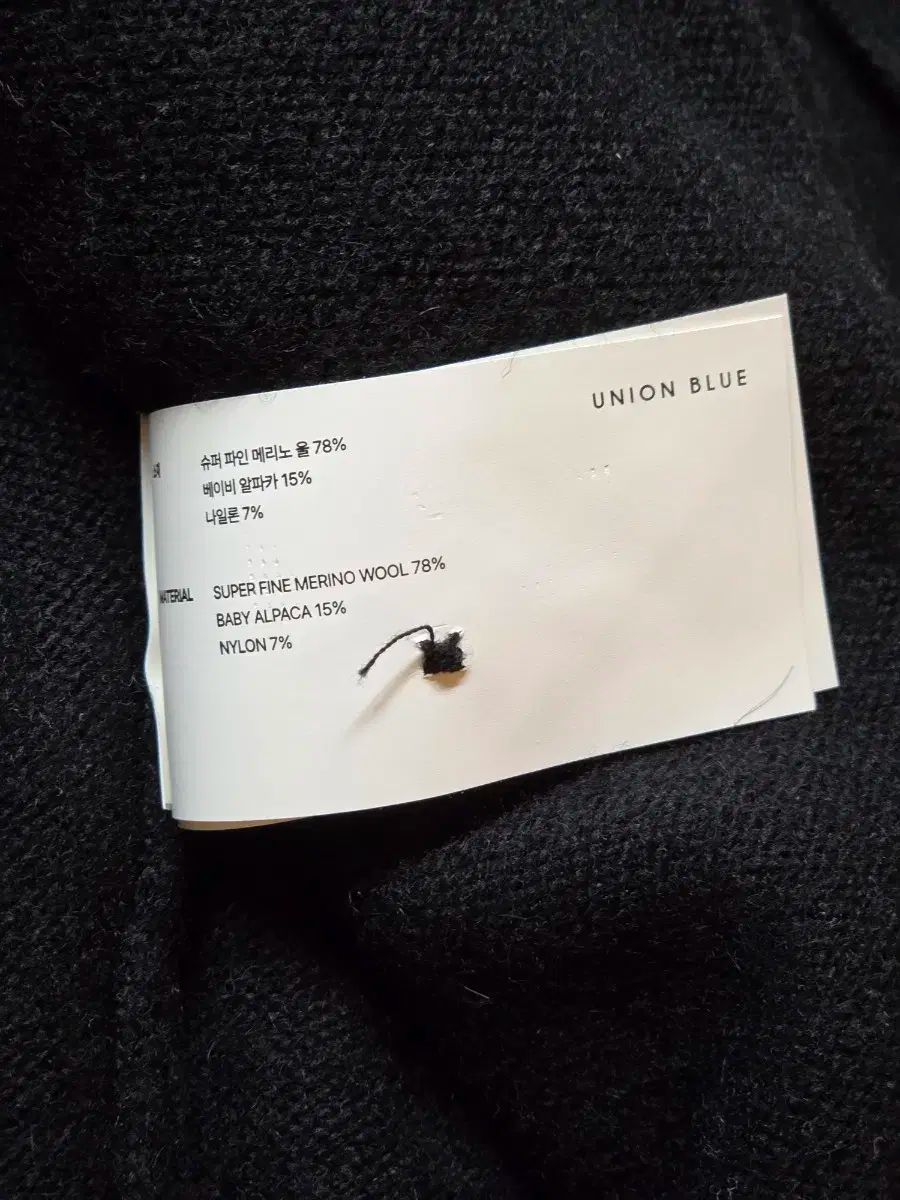 UNION BLUE
슈퍼 파인 메리노 울 78%
베이비 알파카 15%
나일론 7%
MATERIAL SUPER FINE MERINO WOOL 78%
BABY ALPACA 15%
NYLON 7%